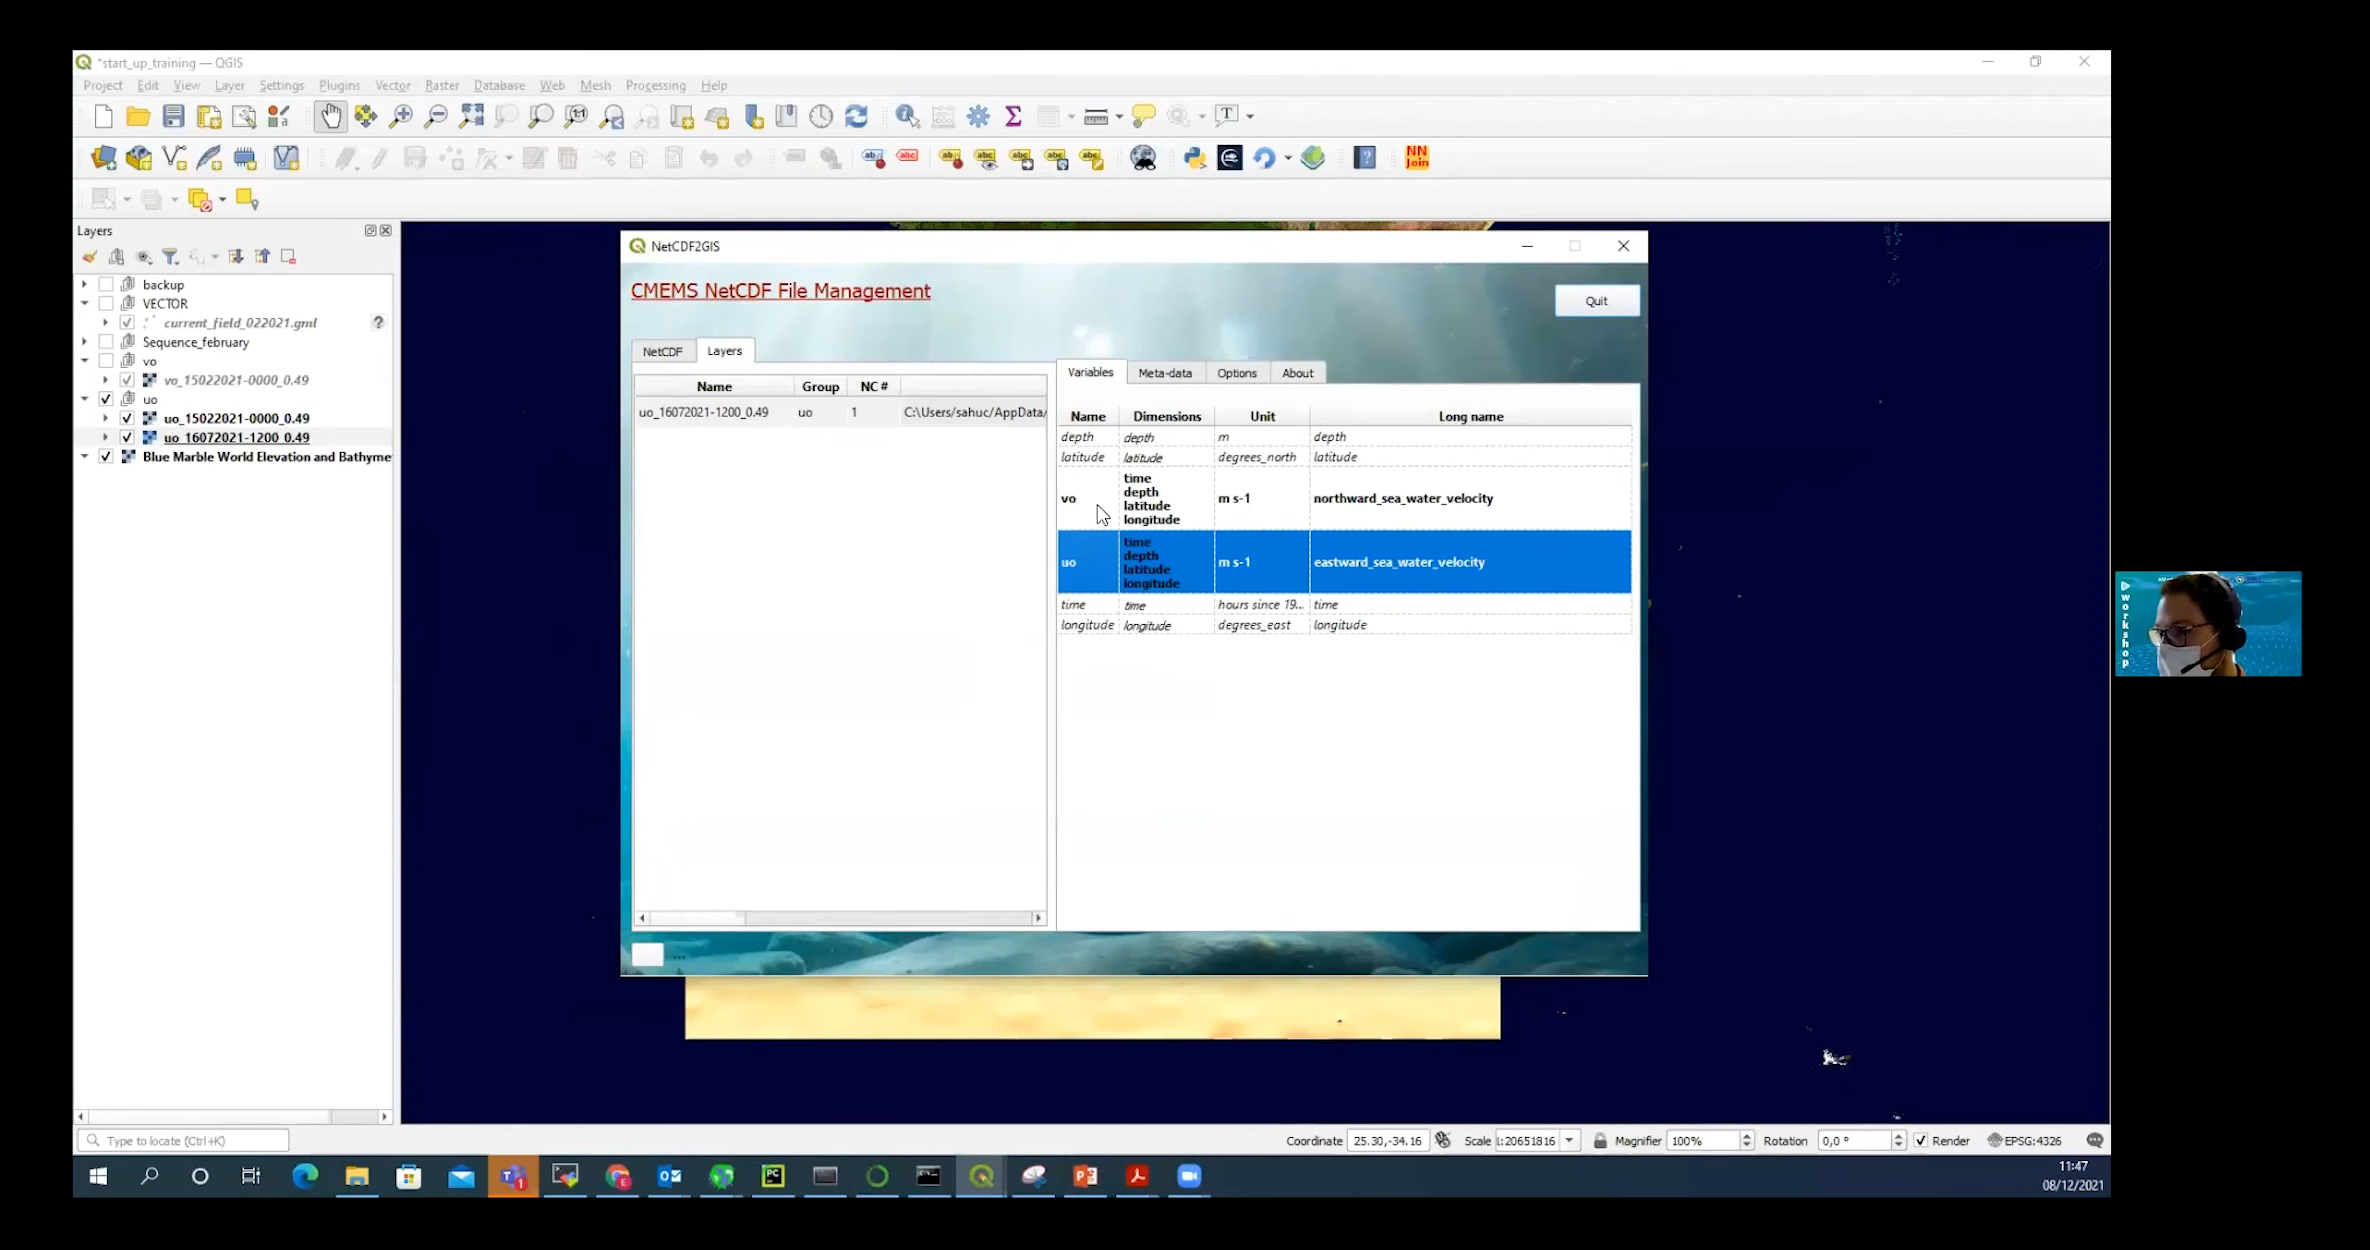 *start_up_training — QGIS
Project Edit View Layer Settings Plugins Vector Raster Database Web Mesh Processing Help
NN Join
Layers
backup
VECTOR
current_field_022021.gml
Sequence_february
vo
vo_15022021-0000_0.49
uo
uo_15022021-0000_0.49
uo_16072021-1200_0.49
Blue Marble World Elevation and Bathyme
NetCDF2GIS
CMEMS NetCDF File Management
Quit
NetCDF Layers
Name Group NC #
uo_16072021-1200_0.49 uo 1 C:\Users/sahuc/AppData/
Variables Meta-data Options About
Name Dimensions Unit Long name
depth depth m depth
latitude latitude degrees_north latitude
vo time depth latitude longitude m s-1 northward_sea_water_velocity
uo time depth latitude longitude m s-1 eastward_sea_water_velocity
time time hours since 19... time
longitude longitude degrees_east longitude
...
workshop
Type to locate (Ctrl+K)
Coordinate 25.30,-34.16 Scale 1:20651816 Magnifier 100% Rotation 0,0 ° Render EPSG:4326
11:47
08/12/2021